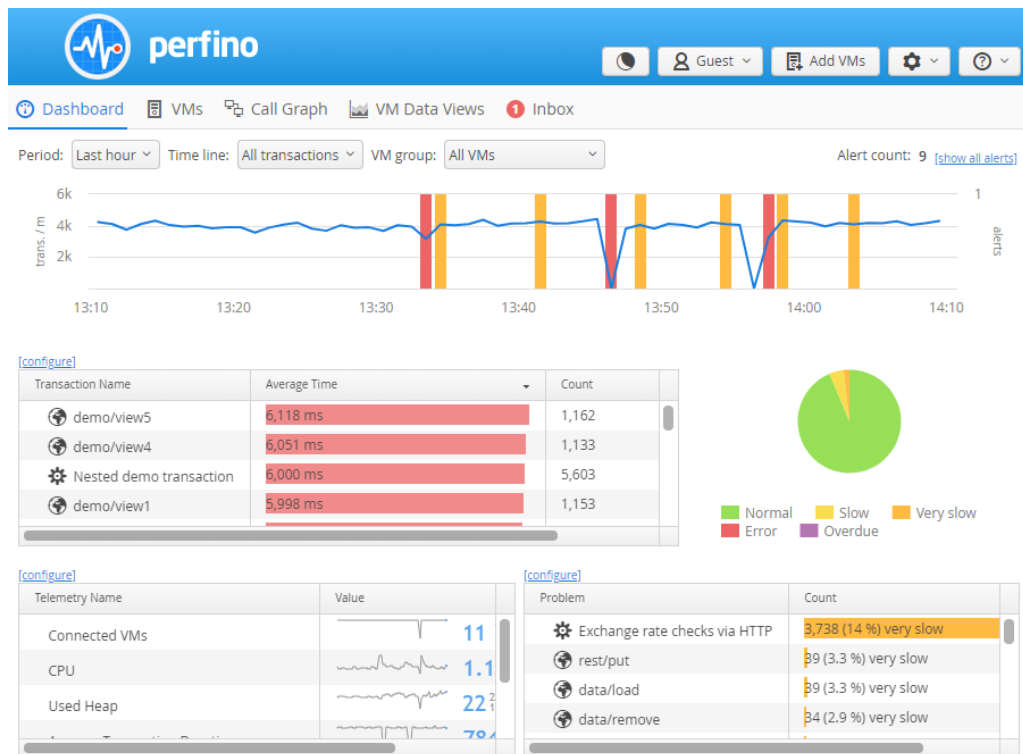 perfino
Guest
Add VMs
Dashboard
VMs
Call Graph
VM Data Views
1
Inbox
Period: Last hour Time line: All transactions VM group: All VMs
Alert count: 9 [show all alerts]
6k
4k
2k
trans. / m
1
alerts
13:10 13:20 13:30 13:40 13:50 14:00 14:10
[configure]
Transaction Name Average Time Count
demo/view5 6,118 ms 1,162
demo/view4 6,051 ms 1,133
Nested demo transaction 6,000 ms 5,603
demo/view1 5,998 ms 1,153
Normal Slow Very slow
Error Overdue
[configure]
Telemetry Name Value
Connected VMs 11
CPU 1.1
Used Heap 22
[configure]
Problem Count
Exchange rate checks via HTTP 3,738 (14 %) very slow
rest/put 39 (3.3 %) very slow
data/load 39 (3.3 %) very slow
data/remove 34 (2.9 %) very slow